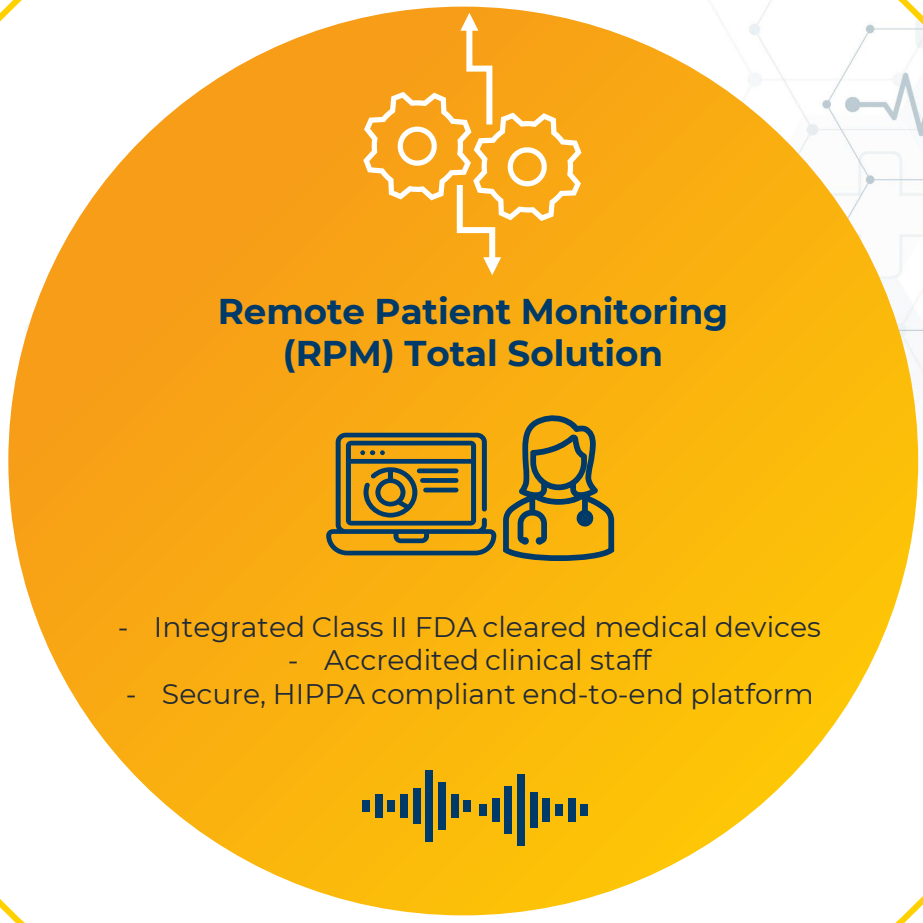 Remote Patient Monitoring
(RPM) Total Solution
- Integrated Class II FDA cleared medical devices
- Accredited clinical staff
- Secure, HIPPA compliant end-to-end platform